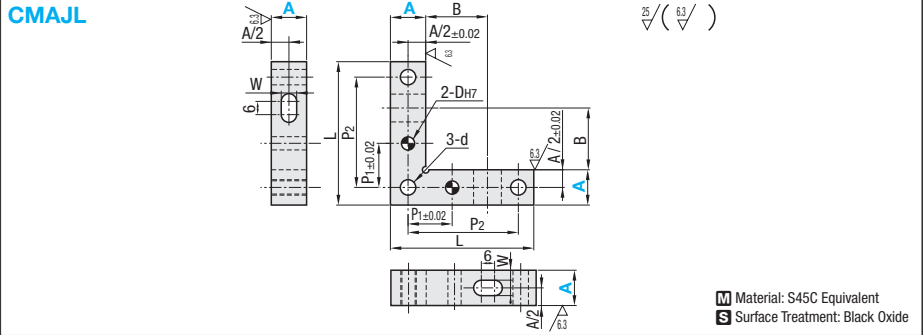 CMAJL
6.3
A
A/2
W
6
A
B
A/2±0.02
6.3
2-DH7
3-d
L
P2
P1±0.02
6.3
A/2±0.02
B
A
P1±0.02
P2
L
6
W
A
A/2
6.3
25 ( 6.3 )
M Material: S45C Equivalent
S Surface Treatment: Black Oxide